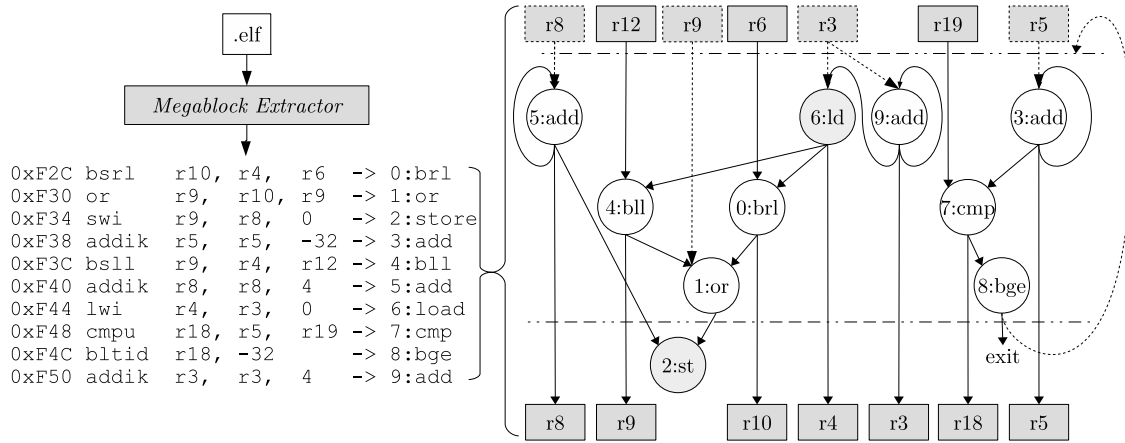 .elf
Megablock Extractor
0xF2C bsrl r10, r4, r6 -> 0:brl
0xF30 or r9, r10, r9 -> 1:or
0xF34 swi r9, r8, 0 -> 2:store
0xF38 addik r5, r5, -32 -> 3:add
0xF3C bsll r9, r4, r12 -> 4:bll
0xF40 addik r8, r8, 4 -> 5:add
0xF44 lwi r4, r3, 0 -> 6:load
0xF48 cmpu r18, r5, r19 -> 7:cmp
0xF4C bltid r18, -32 -> 8:bge
0xF50 addik r3, r3, 4 -> 9:add
r8 r12 r9 r6 r3 r19 r5
5:add 6:ld 9:add 3:add
4:bll 0:brl 7:cmp
1:or 8:bge
2:st exit
r8 r9 r10 r4 r3 r18 r5